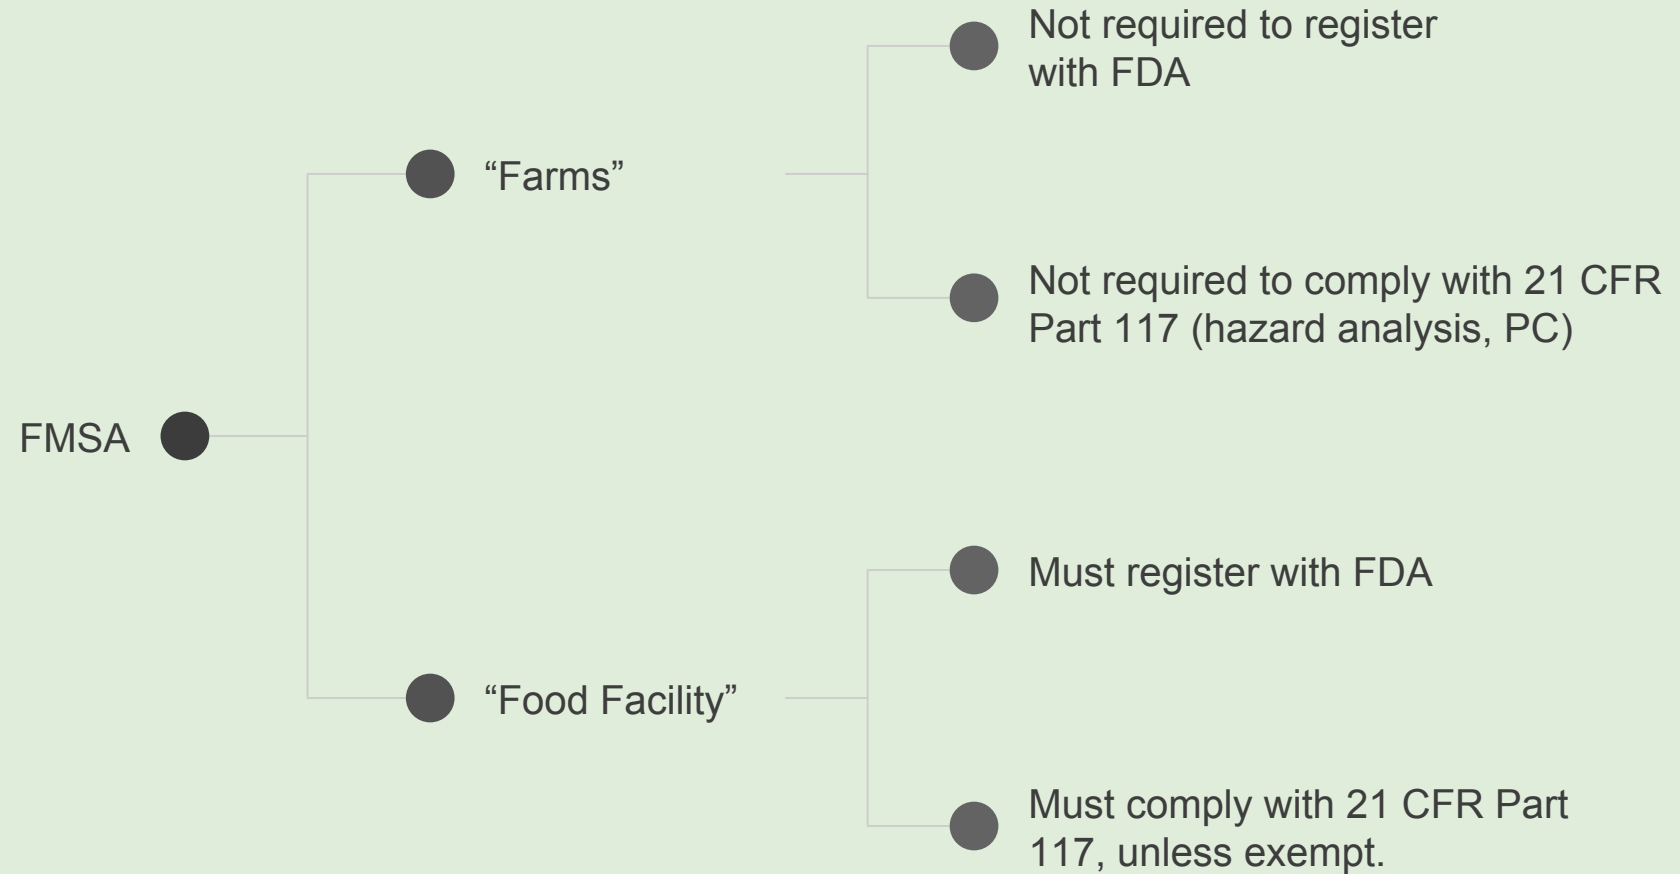 FMSA
“Farms”
Not required to register
with FDA
Not required to comply with 21 CFR
Part 117 (hazard analysis, PC)
“Food Facility”
Must register with FDA
Must comply with 21 CFR Part
117, unless exempt.